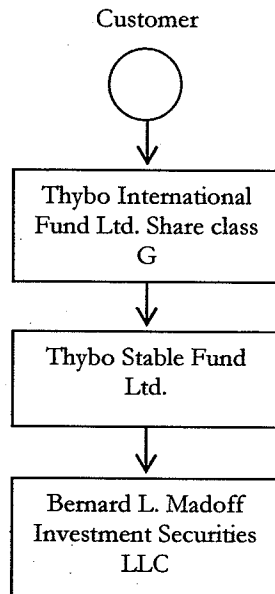 Customer
Thybo International
Fund Ltd. Share class
G
Thybo Stable Fund
Ltd.
Bernard L. Madoff
Investment Securities
LLC